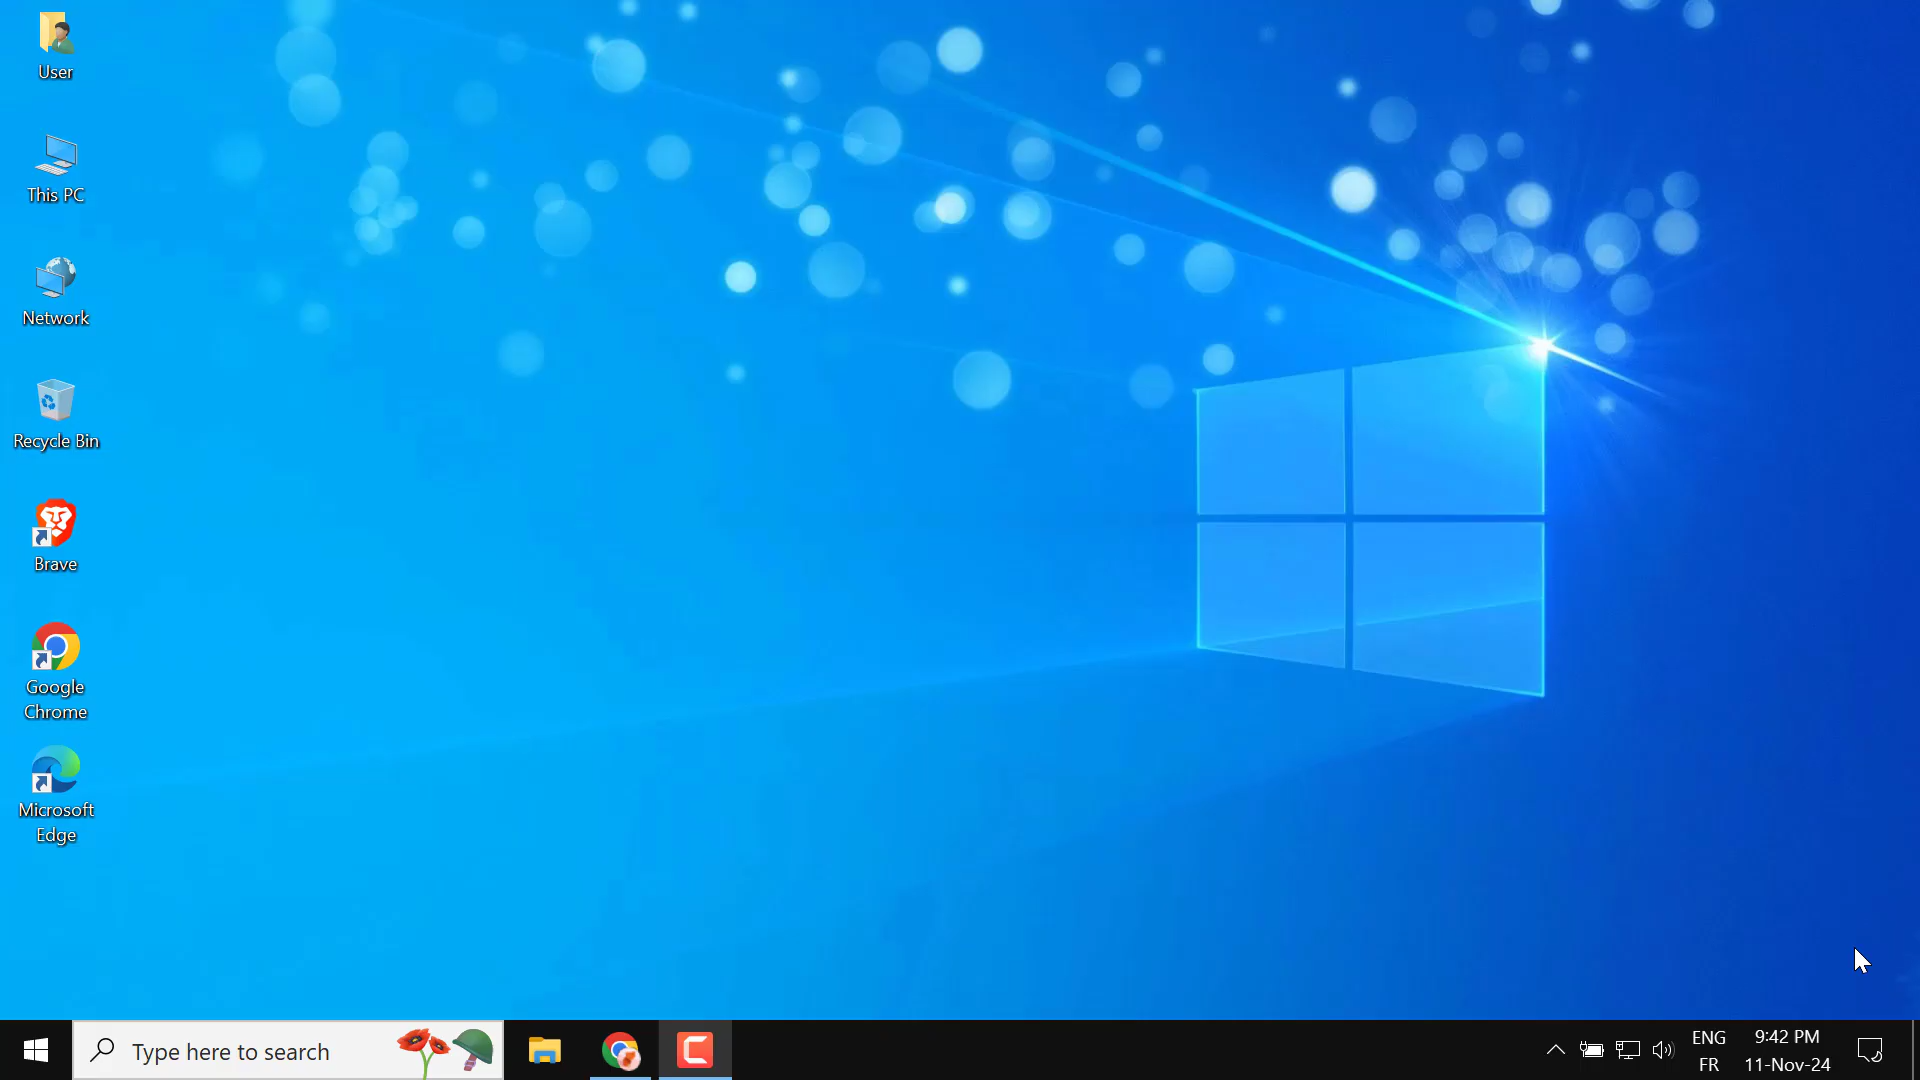 User
This PC
Network
Recycle Bin
Brave
Google
Chrome
Microsoft
Edge
Type here to search
ENG
FR
9:42 PM
11-Nov-24